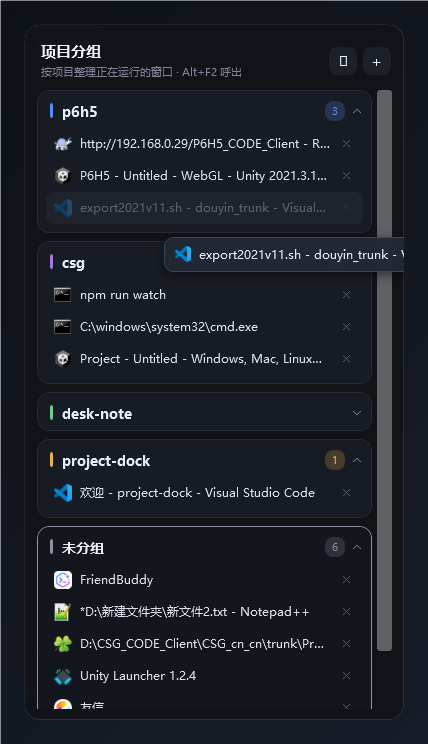 项目分组
按项目整理正在运行的窗口 · Alt+F2 呼出
+
p6h5
3
http://192.168.0.29/P6H5_CODE_Client - R...
P6H5 - Untitled - WebGL - Unity 2021.3.1...
export2021v11.sh - douyin_trunk - Visual...
export2021v11.sh - douyin_trunk - V
csg
npm run watch
C:\windows\system32\cmd.exe
Project - Untitled - Windows, Mac, Linux...
desk-note
project-dock
1
欢迎 - project-dock - Visual Studio Code
未分组
6
FriendBuddy
*D:\新建文件夹\新文件2.txt - Notepad++
D:\CSG_CODE_Client\CSG_cn_cn\trunk\Pr...
Unity Launcher 1.2.4
友信